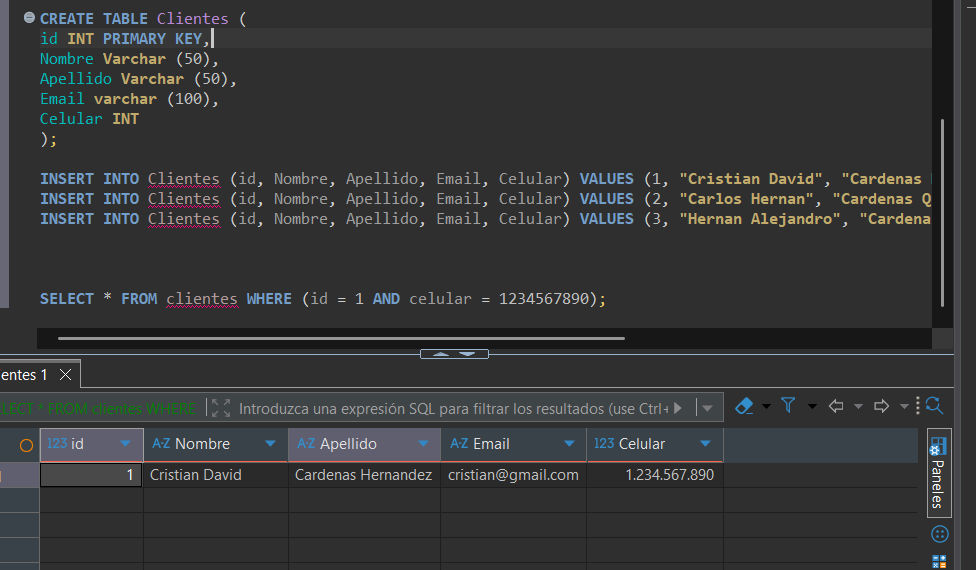 CREATE TABLE Clientes (
id INT PRIMARY KEY,
Nombre Varchar (50),
Apellido Varchar (50),
Email varchar (100),
Celular INT
);
INSERT INTO Clientes (id, Nombre, Apellido, Email, Celular) VALUES (1, "Cristian David", "Cardenas
INSERT INTO Clientes (id, Nombre, Apellido, Email, Celular) VALUES (2, "Carlos Hernan", "Cardenas Q
INSERT INTO Clientes (id, Nombre, Apellido, Email, Celular) VALUES (3, "Hernan Alejandro", "Cardena
SELECT * FROM clientes WHERE (id = 1 AND celular = 1234567890);
entes 1
LECT * FROM clientes WHERE Introduzca una expresión SQL para filtrar los resultados (use Ctrl+
123 id A-Z Nombre A-Z Apellido A-Z Email 123 Celular
1 Cristian David Cardenas Hernandez cristian@gmail.com 1.234.567.890
Paneles